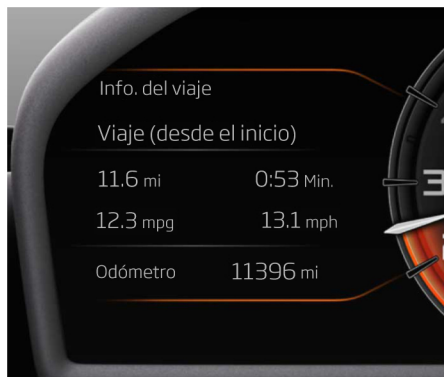 Info. del viaje
Viaje (desde el inicio)
11.6 mi 0:53 Min.
12.3 mpg 13.1 mph
Odómetro 11396 mi
3